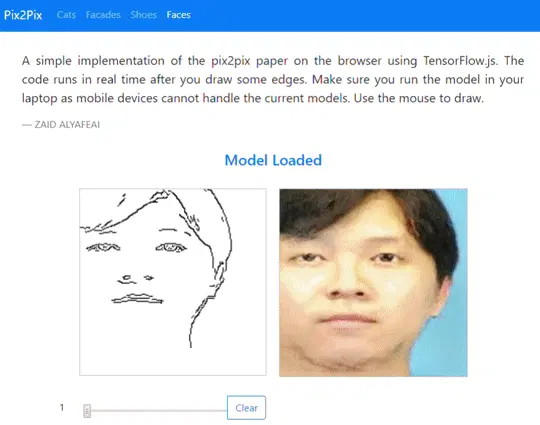 Pix2Pix Cats Facades Shoes Faces
A simple implementation of the pix2pix paper on the browser using TensorFlow.js. The
code runs in real time after you draw some edges. Make sure you run the model in your
laptop as mobile devices cannot handle the current models. Use the mouse to draw.
— ZAID ALYAFEAI
Model Loaded
1 Clear